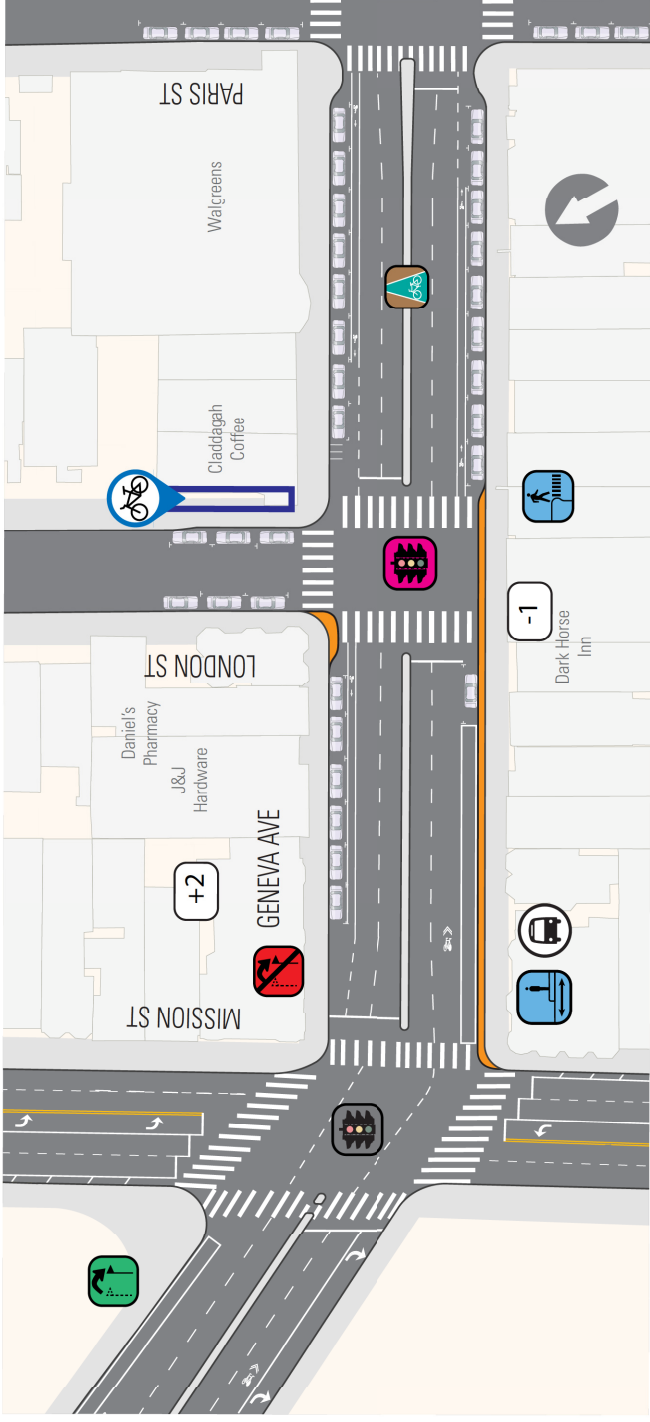 PARIS ST
Walgreens
Claddagh
Coffee
LONDON ST
Daniel's
Pharmacy
J&J
Hardware
-1
Dark Horse
Inn
+2
GENEVA AVE
MISSION ST